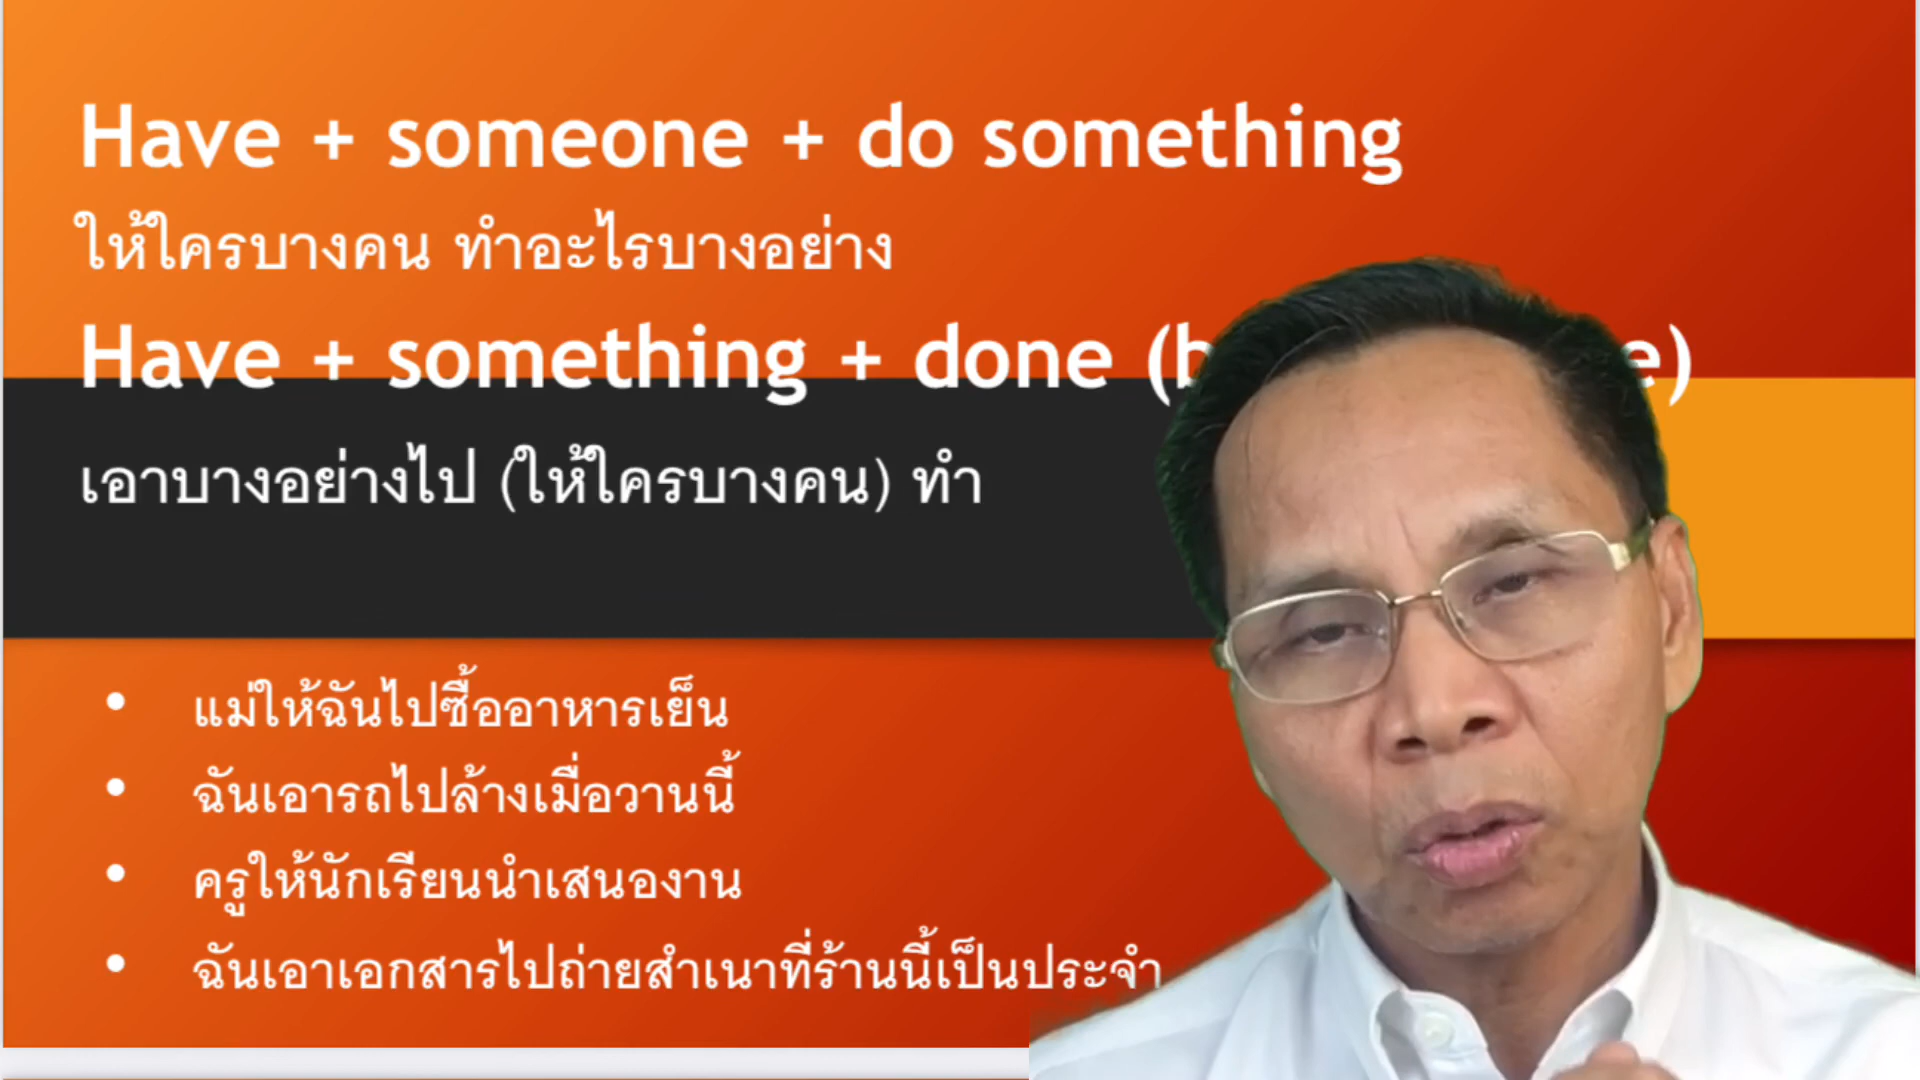 Have + someone + do something
ให้ใครบางคน ทำอะไรบางอย่าง
Have + something + done
เอาบางอย่างไป (ให้ใครบางคน) ทำ
• แม่ให้ฉันไปซื้ออาหารเย็น
• ฉันเอารถไปล้างเมื่อวานนี้
• ครูให้นักเรียนนำเสนองาน
• ฉันเอาเอกสารไปถ่ายสำเนาที่ร้านนี้เป็นประจำ